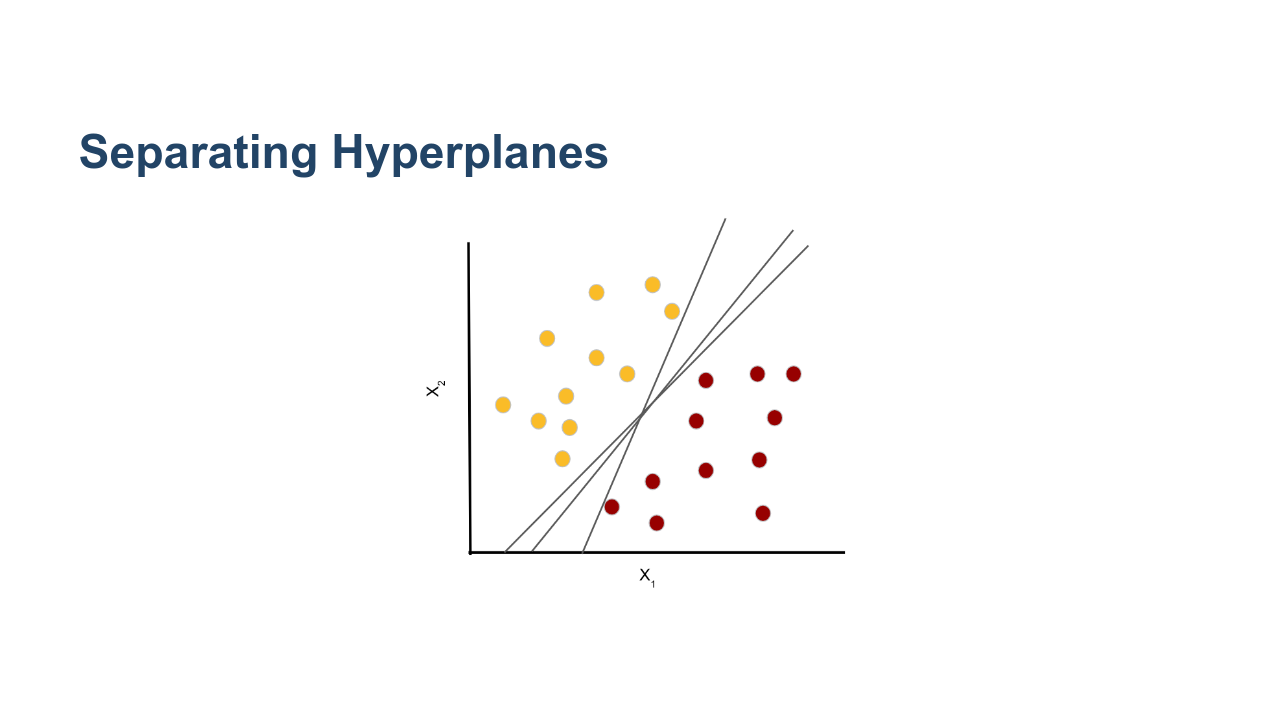 Separating Hyperplanes
X₂
X₁